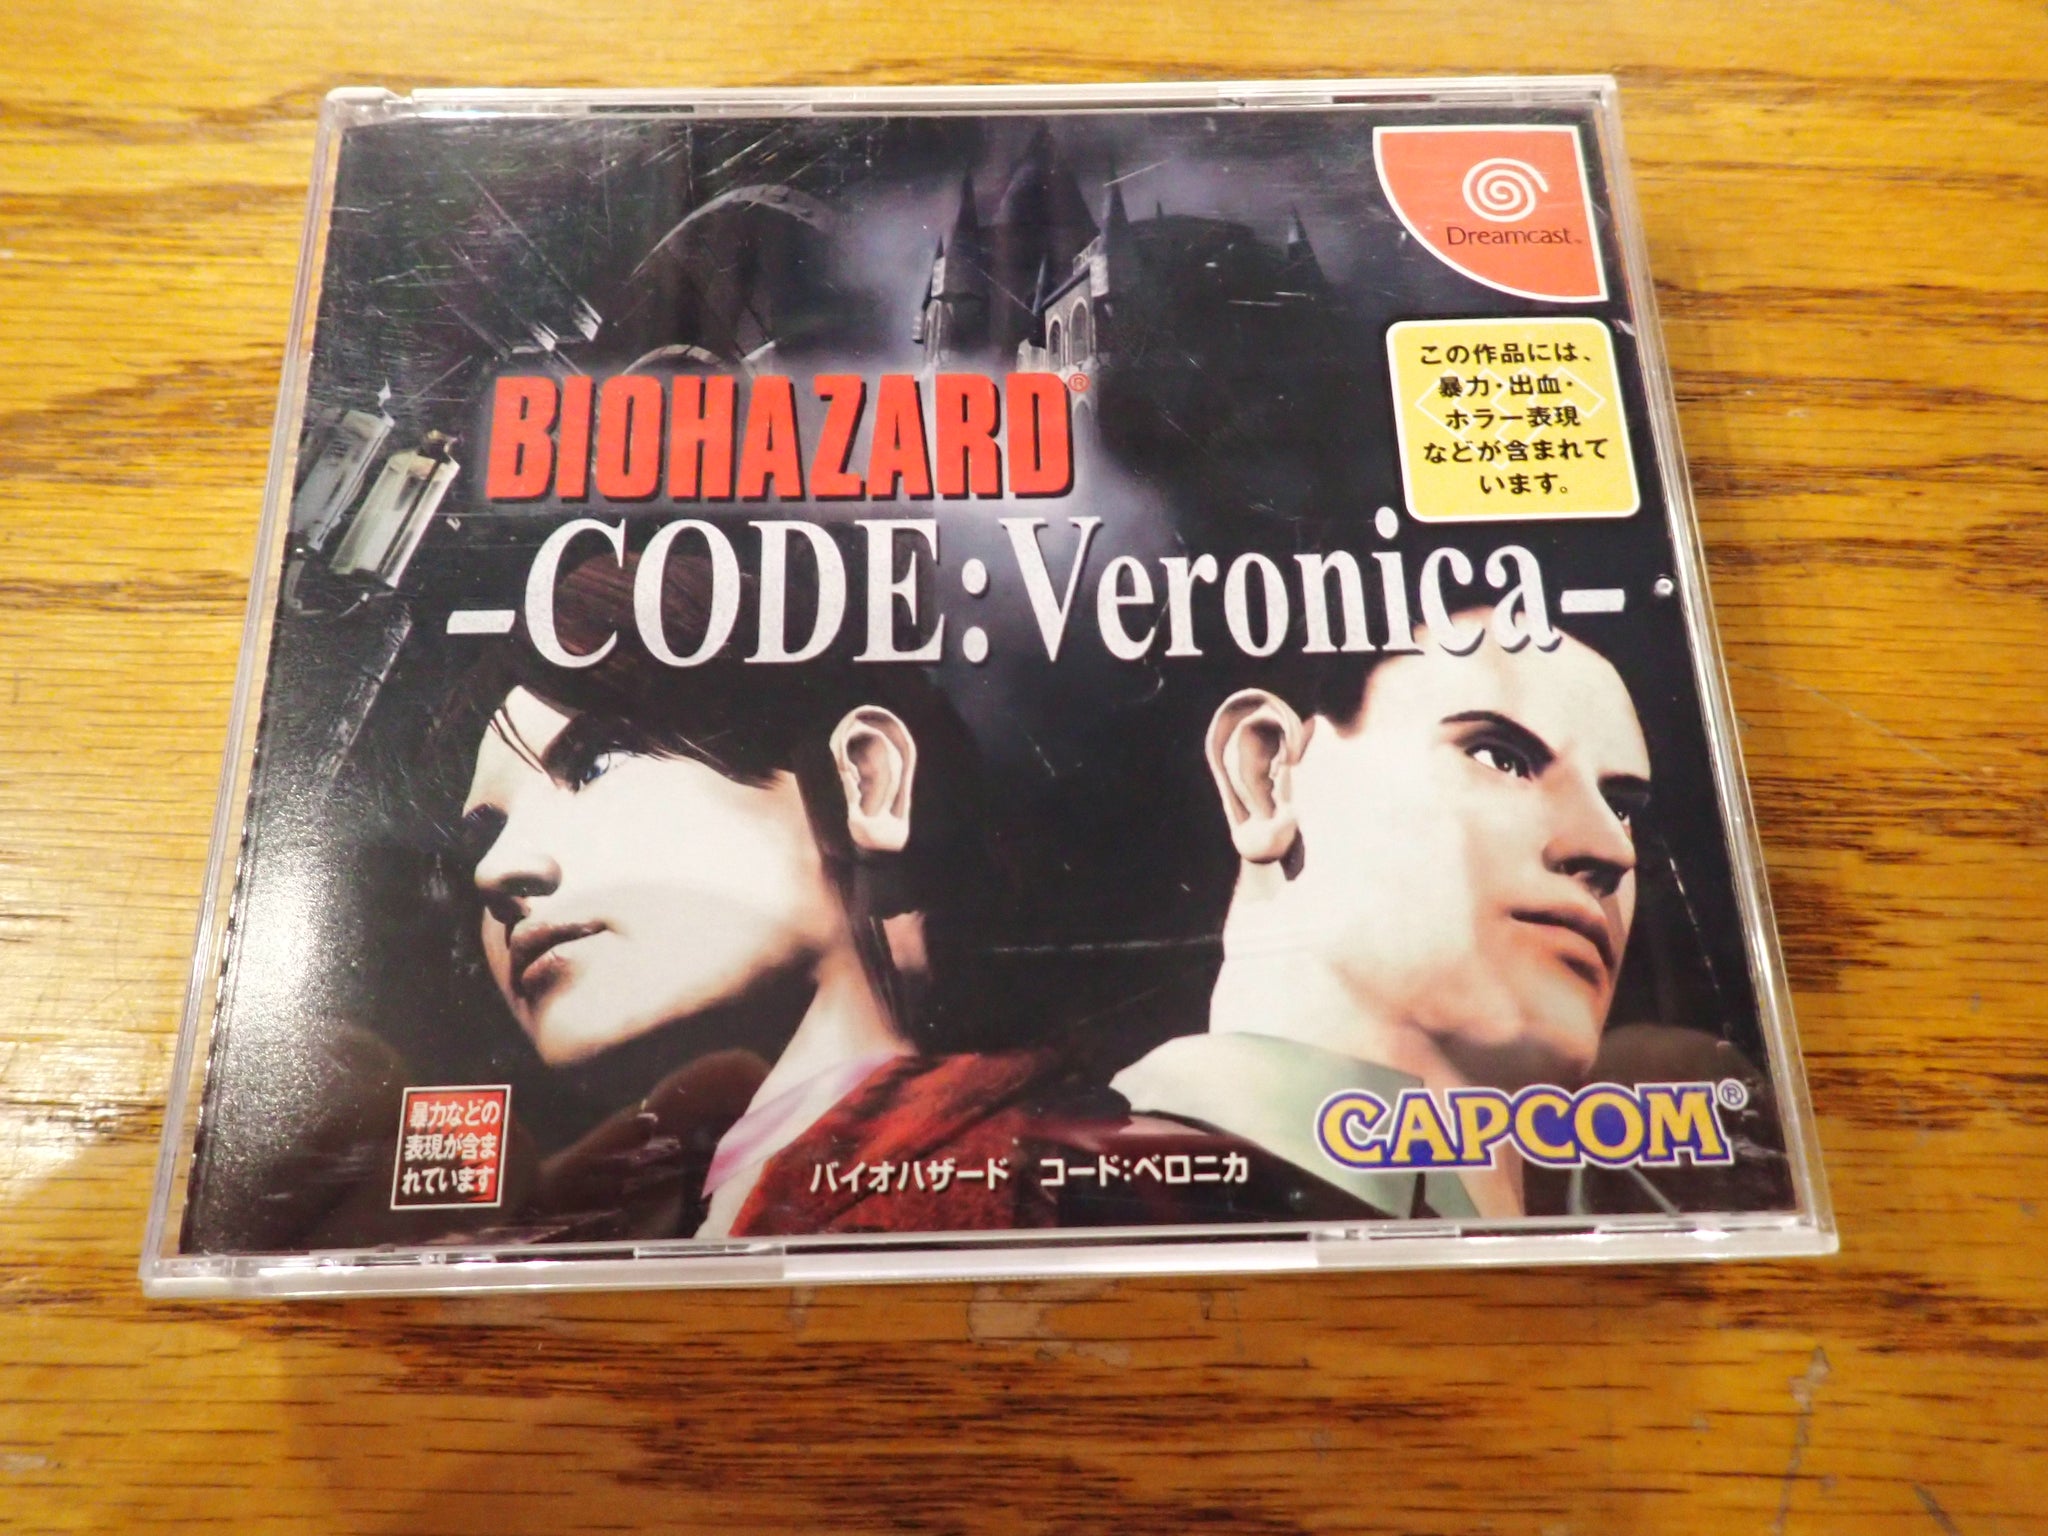 Dreamcast™
この作品には、
暴力・出血・
ホラー表現
などが含まれて
います。
BIOHAZARD®
-CODE:Veronica-
暴力などの
表現が含ま
れています
バイオハザード コード:ベロニカ
CAPCOM®